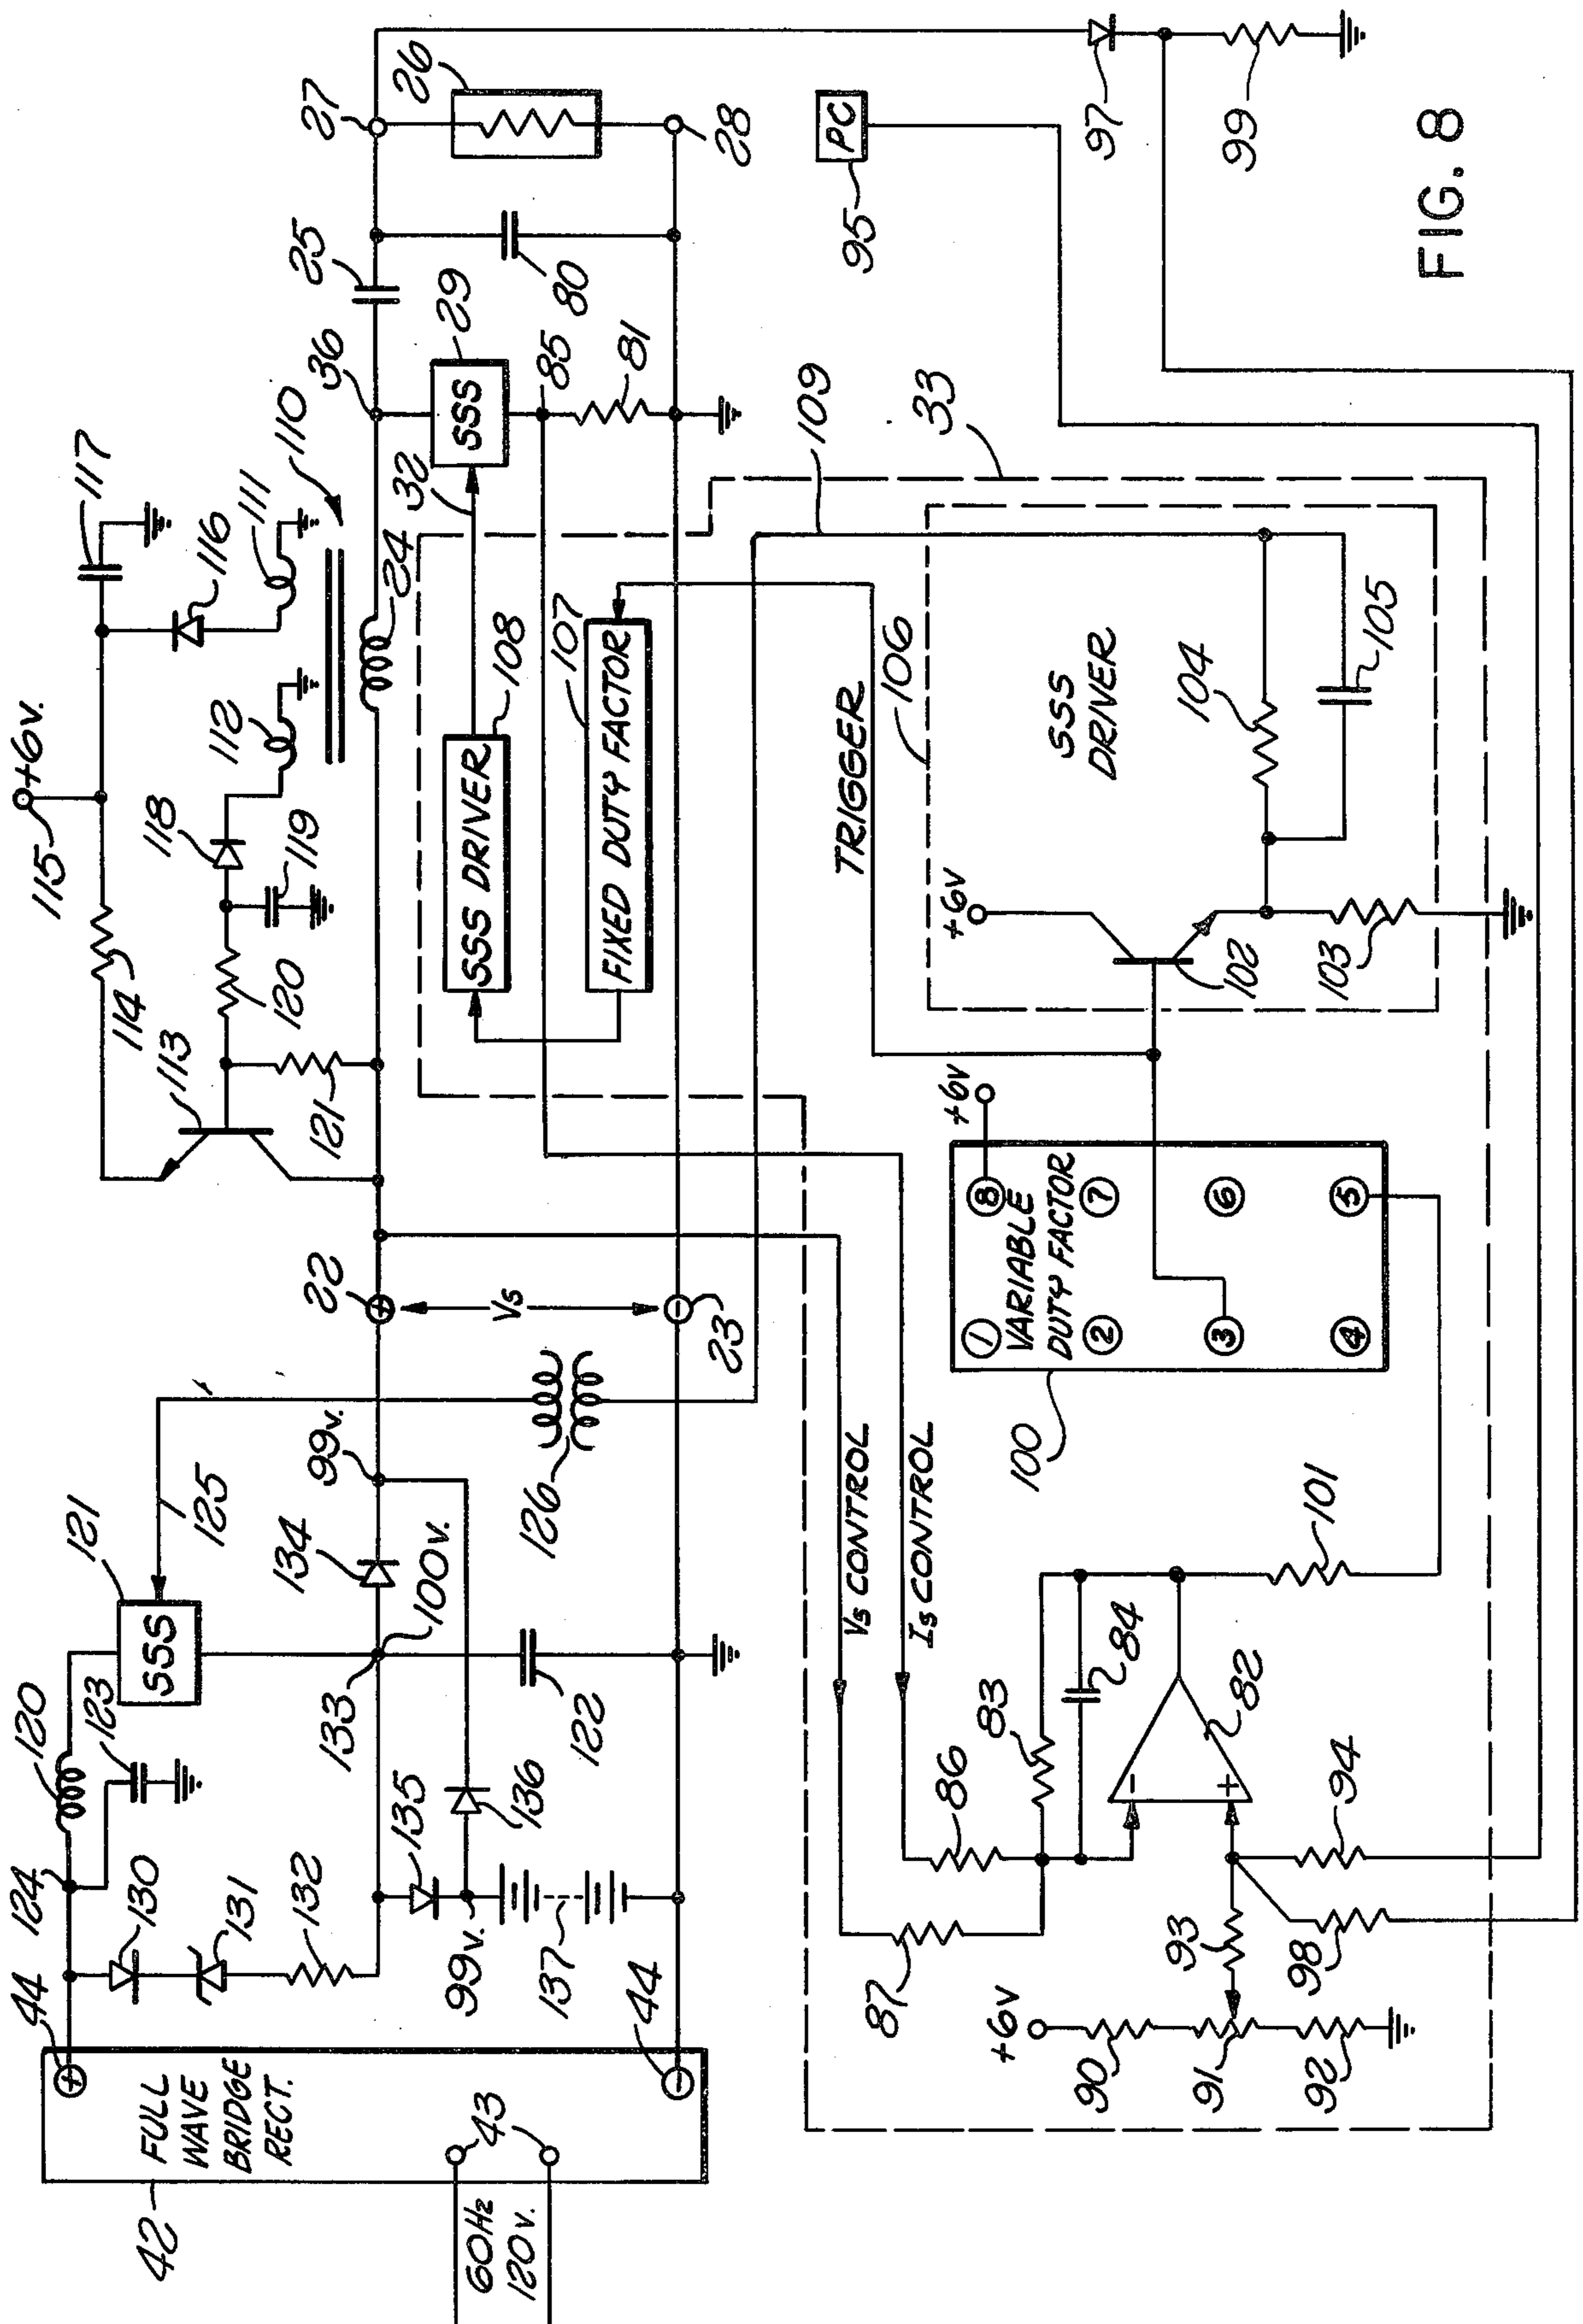 +6v.
115
117
116
111
110
114
118
112
119
113
120
121
120
124
123
121
44
130
131
132
125
134
99v.
22
24
36
25
27
42
FULL
WAVE
BRIDGE
RECT.
133
100v.
135
136
99v.
137
122
126
Vs
23
SSS
SSS
32
29
26
85
81
80
28
SSS DRIVER
108
FIXED DUTY FACTOR
107
109
33
43
44
60Hz
120v.
Vs CONTROL
Is CONTROL
TRIGGER
106
PC
95
87
86
83
84
82
100
+6v
+6v
1
8
VARIABLE
DUTY FACTOR
2
7
3
6
4
5
SSS
DRIVER
102
103
104
105
97
99
+6v
90
91
92
93
98
94
101
FIG. 8